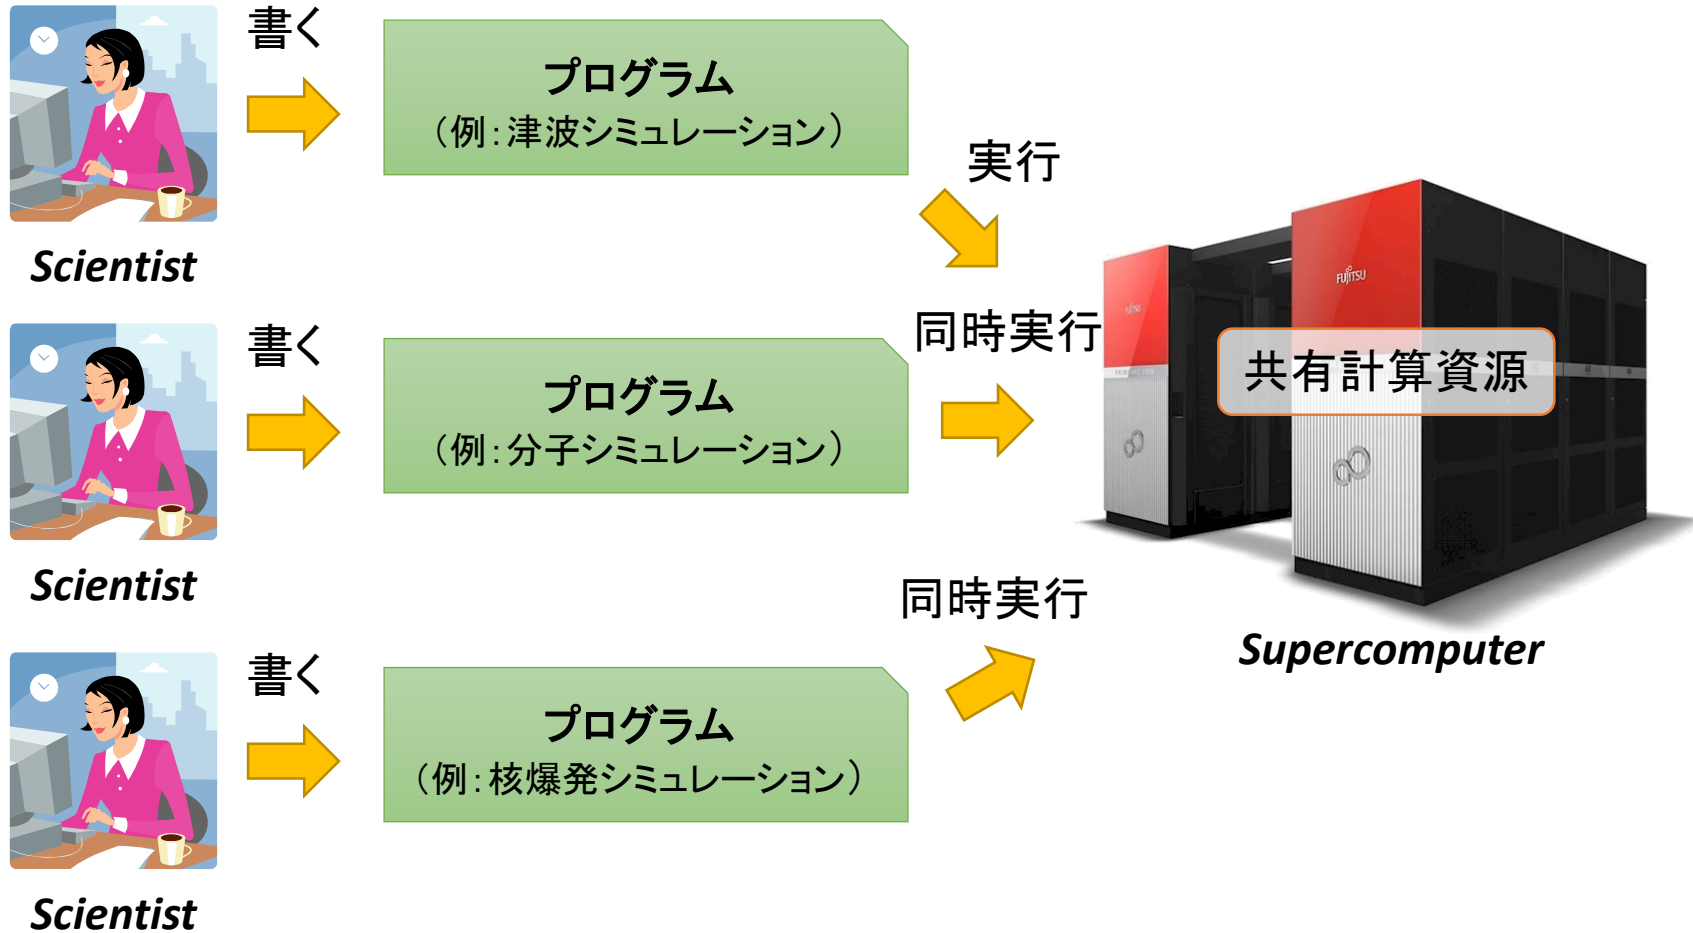 書く
プログラム
（例：津波シミュレーション）
実行
Scientist
書く
プログラム
（例：分子シミュレーション）
同時実行
FUJITSU
FUJITSU
共有計算資源
Scientist
同時実行
Supercomputer
書く
プログラム
（例：核爆発シミュレーション）
Scientist